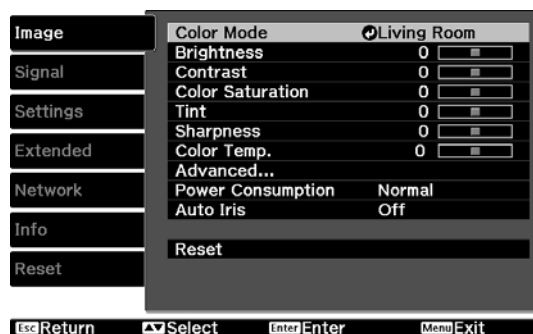 Image
Signal
Settings
Extended
Network
Info
Reset
Color Mode Living Room
Brightness 0
Contrast 0
Color Saturation 0
Tint 0
Sharpness 0
Color Temp. 0
Advanced...
Power Consumption Normal
Auto Iris Off
Reset
Esc Return Select Enter Enter Menu Exit